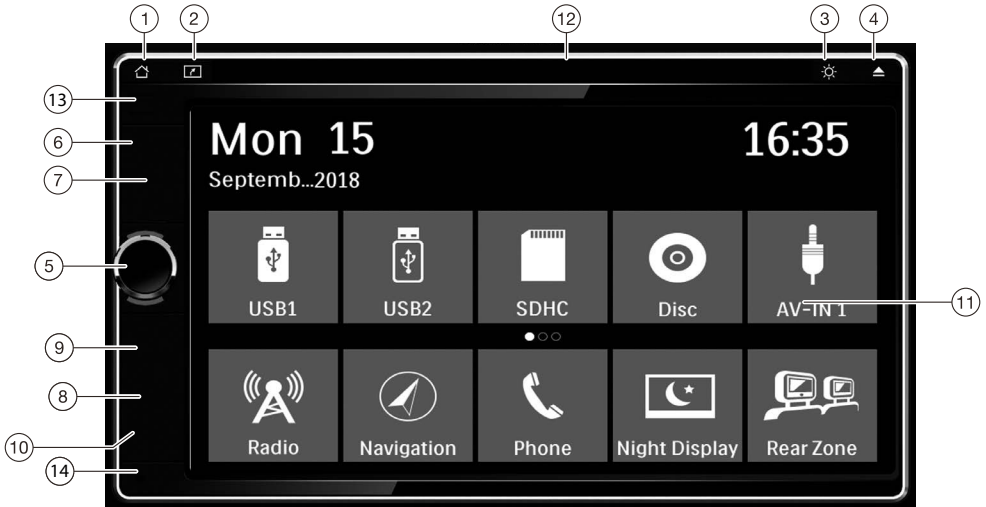 1
2
12
3
4
13
6
7
5
9
8
10
14
11
Mon 15
16:35
Septemb...2018
USB1
USB2
SDHC
Disc
AV-IN 1
Radio
Navigation
Phone
Night Display
Rear Zone